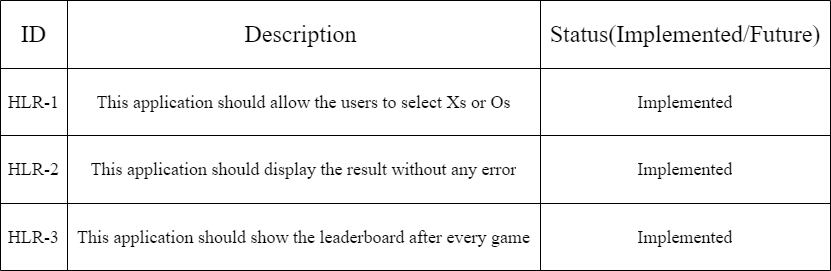 ID Description Status(Implemented/Future)
HLR-1 This application should allow the users to select Xs or Os Implemented
HLR-2 This application should display the result without any error Implemented
HLR-3 This application should show the leaderboard after every game Implemented